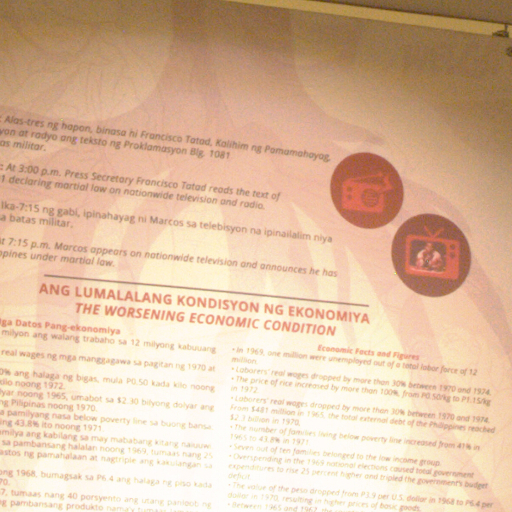 : Alas-tres ng hapon, binasa ni Francisco Tatad, Kalihim ng Pamamahayag,
yon at radyo ang teksto ng Proklamasyon Blg. 1081
as militar.
: At 3:00 p.m. Press Secretary Francisco Tatad reads the text of
1 declaring martial law on nationwide television and radio.
Ika-7:15 ng gabi, ipinahayag ni Marcos sa telebisyon na ipinailalim niya
a batas militar.
At 7:15 p.m. Marcos appears on nationwide television and announces he has
ppines under martial law.
ANG LUMALALANG KONDISYON NG EKONOMIYA
THE WORSENING ECONOMIC CONDITION
ga Datos Pang-ekonomiya
milyon ang walang trabaho sa 12 milyong kabuuang
real wages ng mga manggagawa sa pagitan ng 1970 at
0% ang halaga ng bigas, mula P0.50 kada kilo noong
kilo noong 1972.
lyar noong 1965, umabot sa $2.30 bilyong dolyar ang
ng Pilipinas noong 1970.
a pamilyang nasa below poverty line sa buong bansa
ing 43.8% ito noong 1971
amilya ang kabilang sa may mababang kitang
sa pambansang halalan noong 1969, tumaas nang 25
astos ng pamahalaan at nagtriple ang kakulangan sa
ong 1968, bumagsak sa P6.4 ang halaga ng piso kada
70.
7, tumaas nang 40 porsyento ang utang panloob ng
ng pambansang produkto
Economic Facts and Figures
• In 1969, one million were unemployed out of a total labor force of 12
million.
• Laborers' real wages dropped by more than 30% between 1970 and 1974.
• The price of rice increased by more than 100%, from P0.50/kg to P1.15/kg
in 1972.
• Laborers' real wages dropped by more than 30% between 1970 and 1974.
From $481 million in 1965, the total external debt of the Philippines reached
$2.3 billion in 1970.
• The number of families living below poverty line increased from 41% in
1965 to 43.8% in 1971.
• Seven out of ten families belonged to the low income group.
• Overspending in the 1969 national elections caused total government
expenditures to rise 25 percent higher and tripled the government's budget
deficit.
• The value of the peso dropped from P3.9 per U.S. dollar in 1968 to P6.4 per
dollar in 1970, resulting in higher prices of basic goods.
• Between 1965 and 1967, the